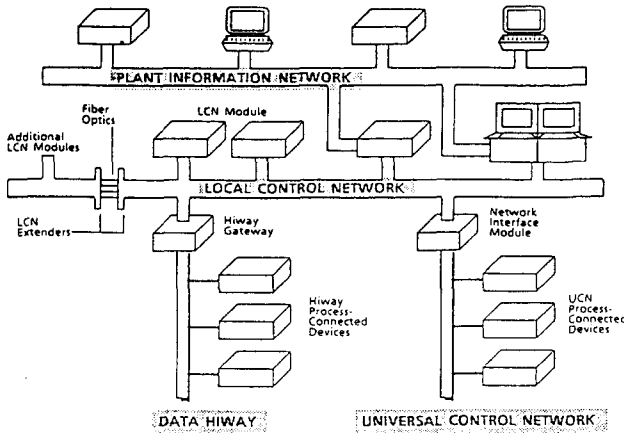 PLANT INFORMATION NETWORK
Fiber
Optics
LCN Module
Additional
LCN Modules
LOCAL CONTROL NETWORK
LCN
Extenders
Hiway
Gateway
Network
Interface
Module
Hiway
Process-
Connected
Devices
UCN
Process-
Connected
Devices
DATA HIWAY
UNIVERSAL CONTROL NETWORK